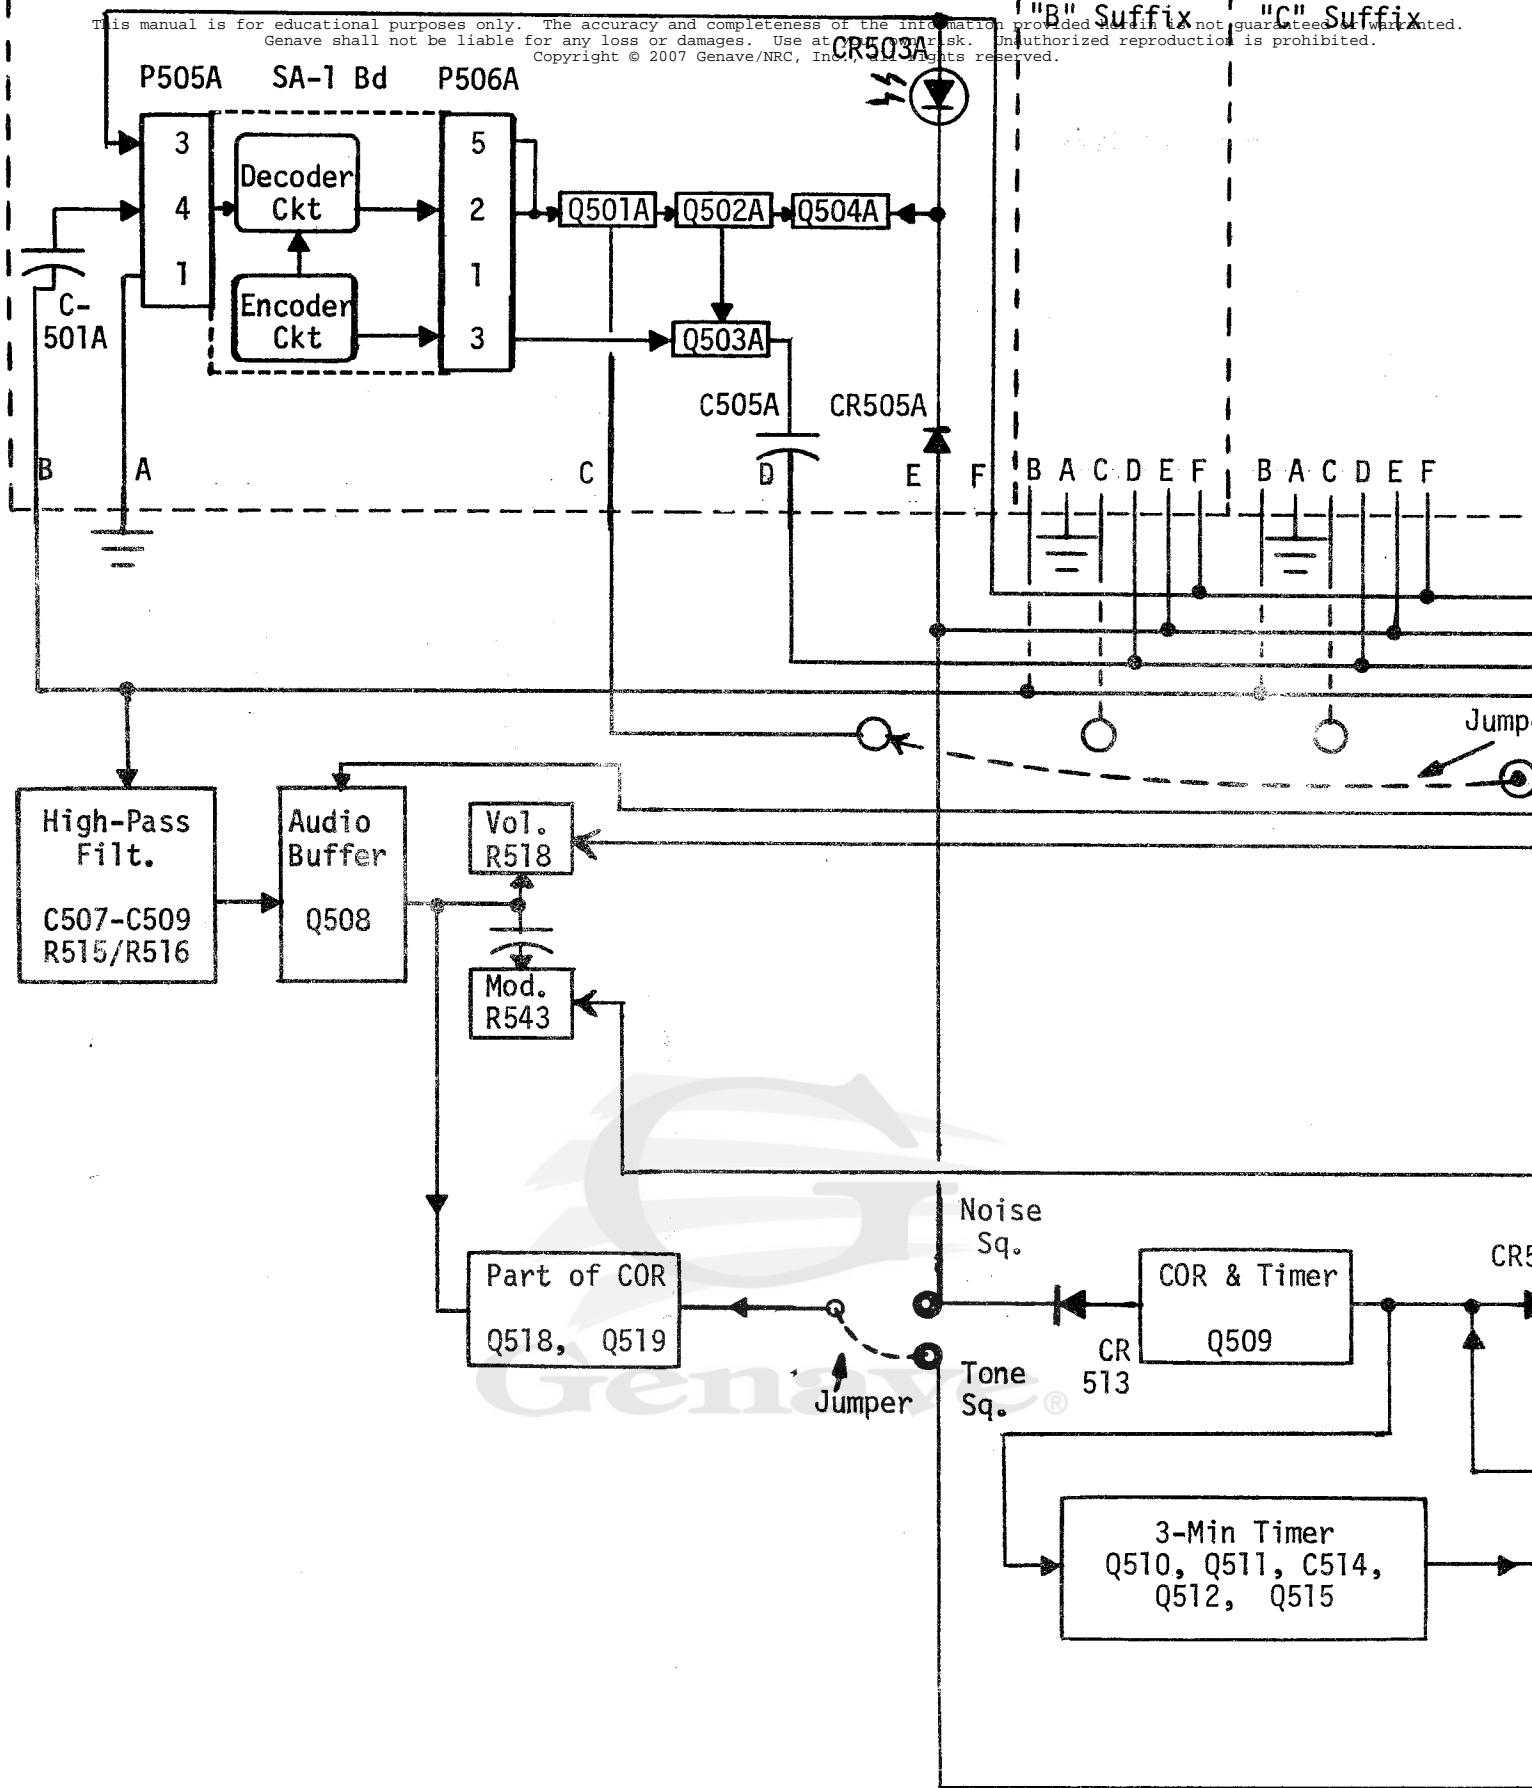 "B" Suffix "C" Suffix
This manual is for educational purposes only. The accuracy and completeness of the information provided herein is not guaranteed or warranted.
Genave shall not be liable for any loss or damages. Use at your own risk. Unauthorized reproduction is prohibited.
Copyright © 2007 Genave/NRC, Inc., all rights reserved.
CR503A
P505A SA-1 Bd P506A
3 5
Decoder
Ckt
4 2
Q501A Q502A Q504A
1 1
C-
501A
Encoder
Ckt
3
Q503A
C505A CR505A
B A C D E F B A C D E F B A C D E F
Jump
High-Pass
Filt.
C507-C509
R515/R516
Audio
Buffer
Q508
Vol.
R518
Mod.
R543
Noise
Sq.
Part of COR
Q518, Q519
COR & Timer
Q509
CR5
CR
513
Jumper
Tone
Sq.
Genave®
3-Min Timer
Q510, Q511, C514,
Q512, Q515